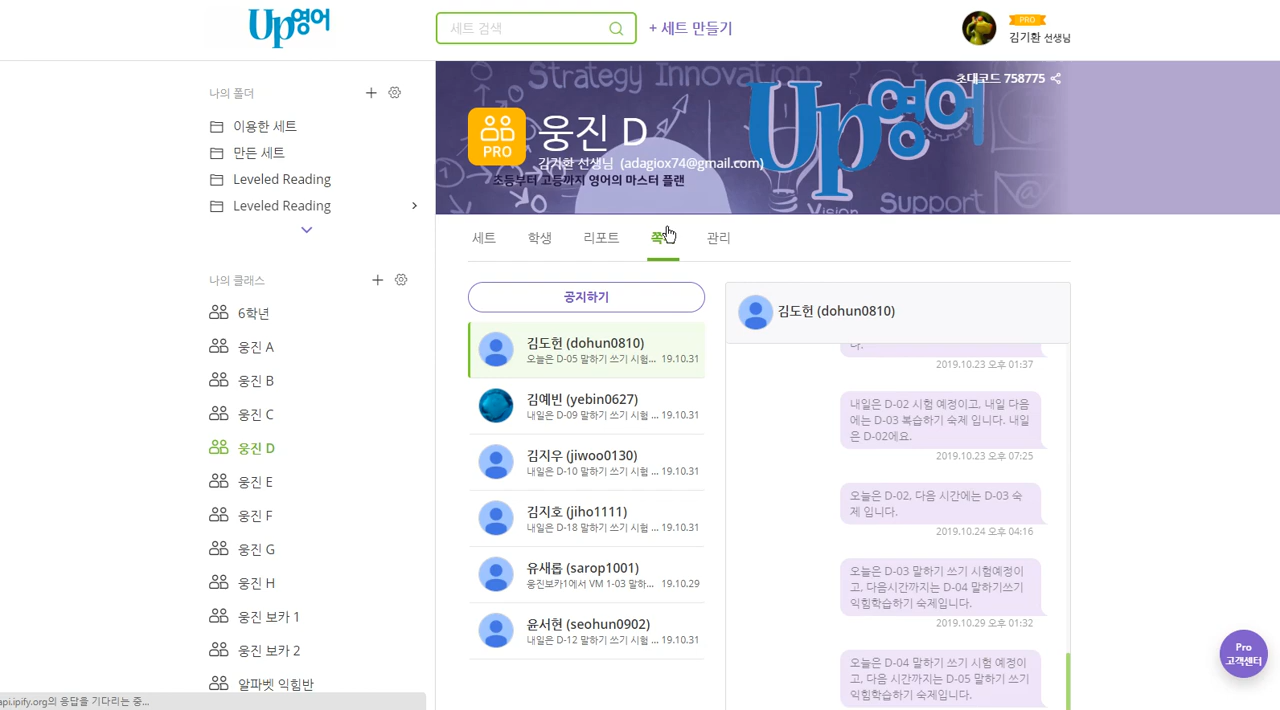 Up영어
세트 검색
+ 세트 만들기
PRO
김기환 선생님
나의 폴더
이용한 세트
만든 세트
Leveled Reading
Leveled Reading
나의 클래스
6학년
웅진 A
웅진 B
웅진 C
웅진 D
웅진 E
웅진 F
웅진 G
웅진 H
웅진 보카 1
웅진 보카 2
알파벳 익힘반
Strategy Innovation
초대코드 758775
Up영어
PRO
웅진 D
김기환 선생님 (adagiox74@gmail.com)
초등부터 고등까지 영어의 마스터 플랜
Vision
Support
세트
학생
리포트
쪽
관리
공지하기
김도헌 (dohun0810)
오늘은 D-05 말하기 쓰기 시험... 19.10.31
김예빈 (yebin0627)
내일은 D-09 말하기 쓰기 시험 ... 19.10.31
김지우 (jiwoo0130)
내일은 D-10 말하기 쓰기 시험 ... 19.10.31
김지호 (jiho1111)
내일은 D-18 말하기 쓰기 시험 ... 19.10.31
유새롭 (sarop1001)
웅진보카1에서 VM 1-03 말하... 19.10.29
윤서현 (seohun0902)
내일은 D-12 말하기 쓰기 시험 ... 19.10.31
김도헌 (dohun0810)
다.
2019.10.23 오후 01:37
내일은 D-02 시험 예정이고, 내일 다음
에는 D-03 복습하기 숙제 입니다. 내일
은 D-02에요.
2019.10.23 오후 07:25
오늘은 D-02, 다음 시간에는 D-03 숙
제 입니다.
2019.10.24 오후 04:16
오늘은 D-03 말하기 쓰기 시험예정이
고, 다음시간까지는 D-04 말하기쓰기
익힘학습하기 숙제입니다.
2019.10.29 오후 01:32
오늘은 D-04 말하기 쓰기 시험 예정이
고, 다음 시간까지는 D-05 말하기 쓰기
익힘학습하기 숙제입니다.
Pro
고객센터
api.ipify.org의 응답을 기다리는 중...